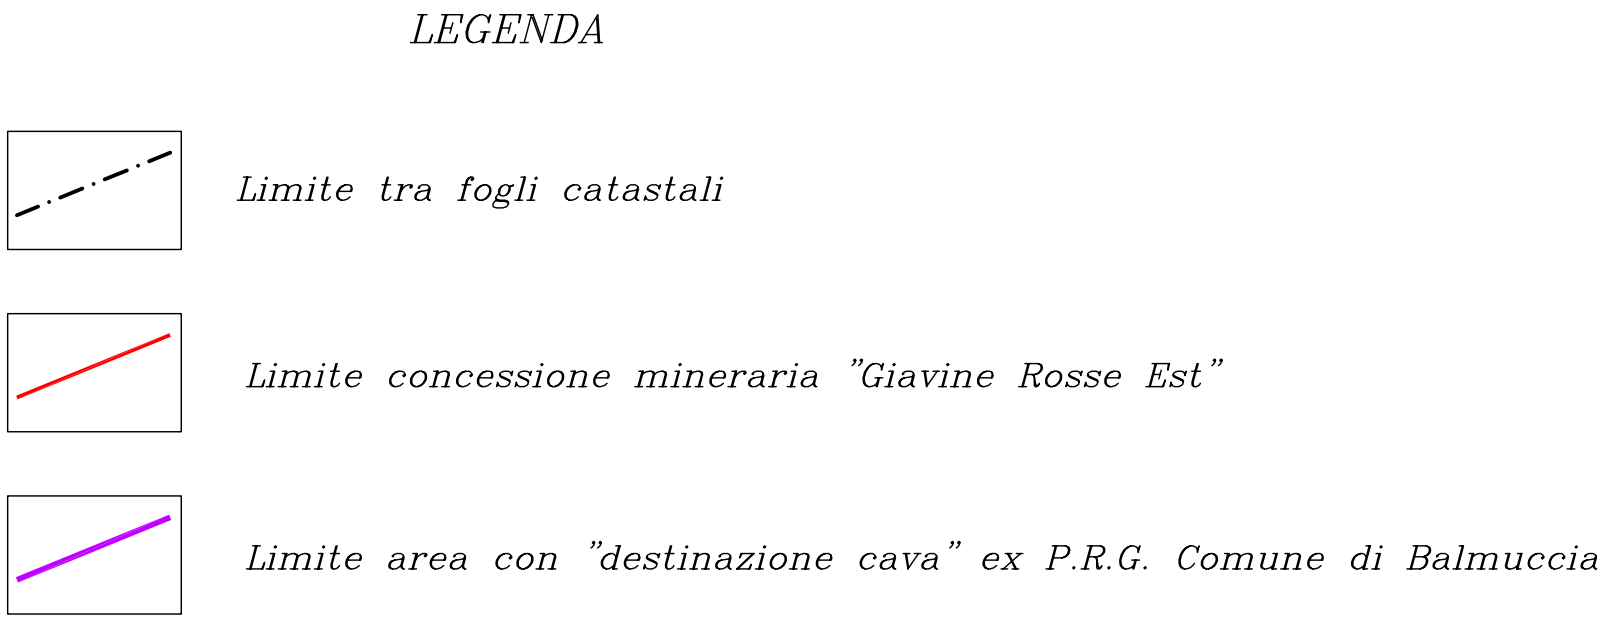 LEGENDA
Limite tra fogli catastali
Limite concessione mineraria "Giavine Rosse Est"
Limite area con "destinazione cava" ex P.R.G. Comune di Balmuccia